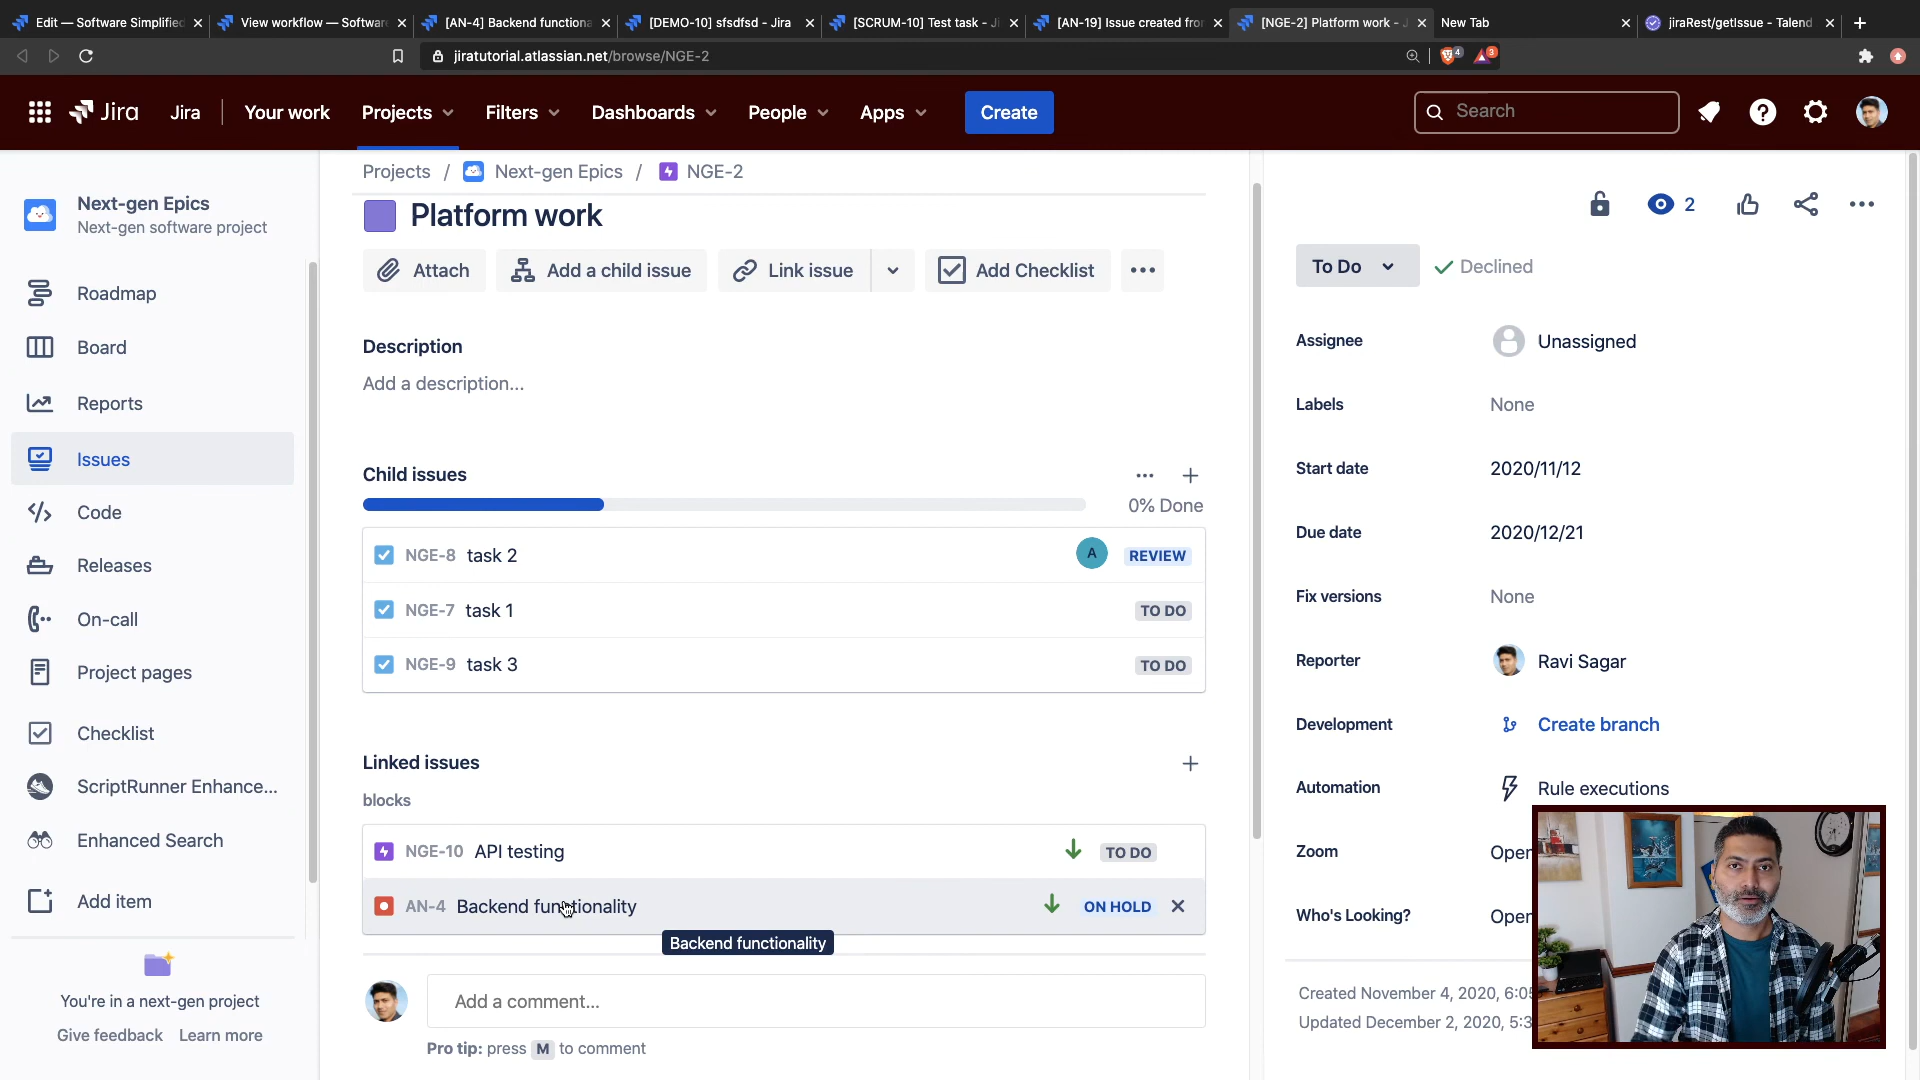 Edit — Software Simplified
View workflow — Softwar
[AN-4] Backend functiona
[DEMO-10] sfsdfsd - Jira
[SCRUM-10] Test task - Ji
[AN-19] Issue created from
[NGE-2] Platform work - J
New Tab
jiraRest/getIssue - Talend
jiratutorial.atlassian.net/browse/NGE-2
4
3
Jira
Jira
Your work
Projects
Filters
Dashboards
People
Apps
Create
Search
Next-gen Epics
Next-gen software project
Roadmap
Board
Reports
Issues
Code
Releases
On-call
Project pages
Checklist
ScriptRunner Enhance...
Enhanced Search
Add item
You're in a next-gen project
Give feedback Learn more
Projects / Next-gen Epics / NGE-2
Platform work
Attach
Add a child issue
Link issue
Add Checklist
Description
Add a description...
Child issues
0% Done
NGE-8 task 2 A REVIEW
NGE-7 task 1 TO DO
NGE-9 task 3 TO DO
Linked issues
blocks
NGE-10 API testing TO DO
AN-4 Backend functionality ON HOLD
Backend functionality
Add a comment...
Pro tip: press M to comment
2
To Do
Declined
Assignee Unassigned
Labels None
Start date 2020/11/12
Due date 2020/12/21
Fix versions None
Reporter Ravi Sagar
Development Create branch
Automation Rule executions
Zoom Open
Who's Looking? Open
Created November 4, 2020, 6:05
Updated December 2, 2020, 5:3